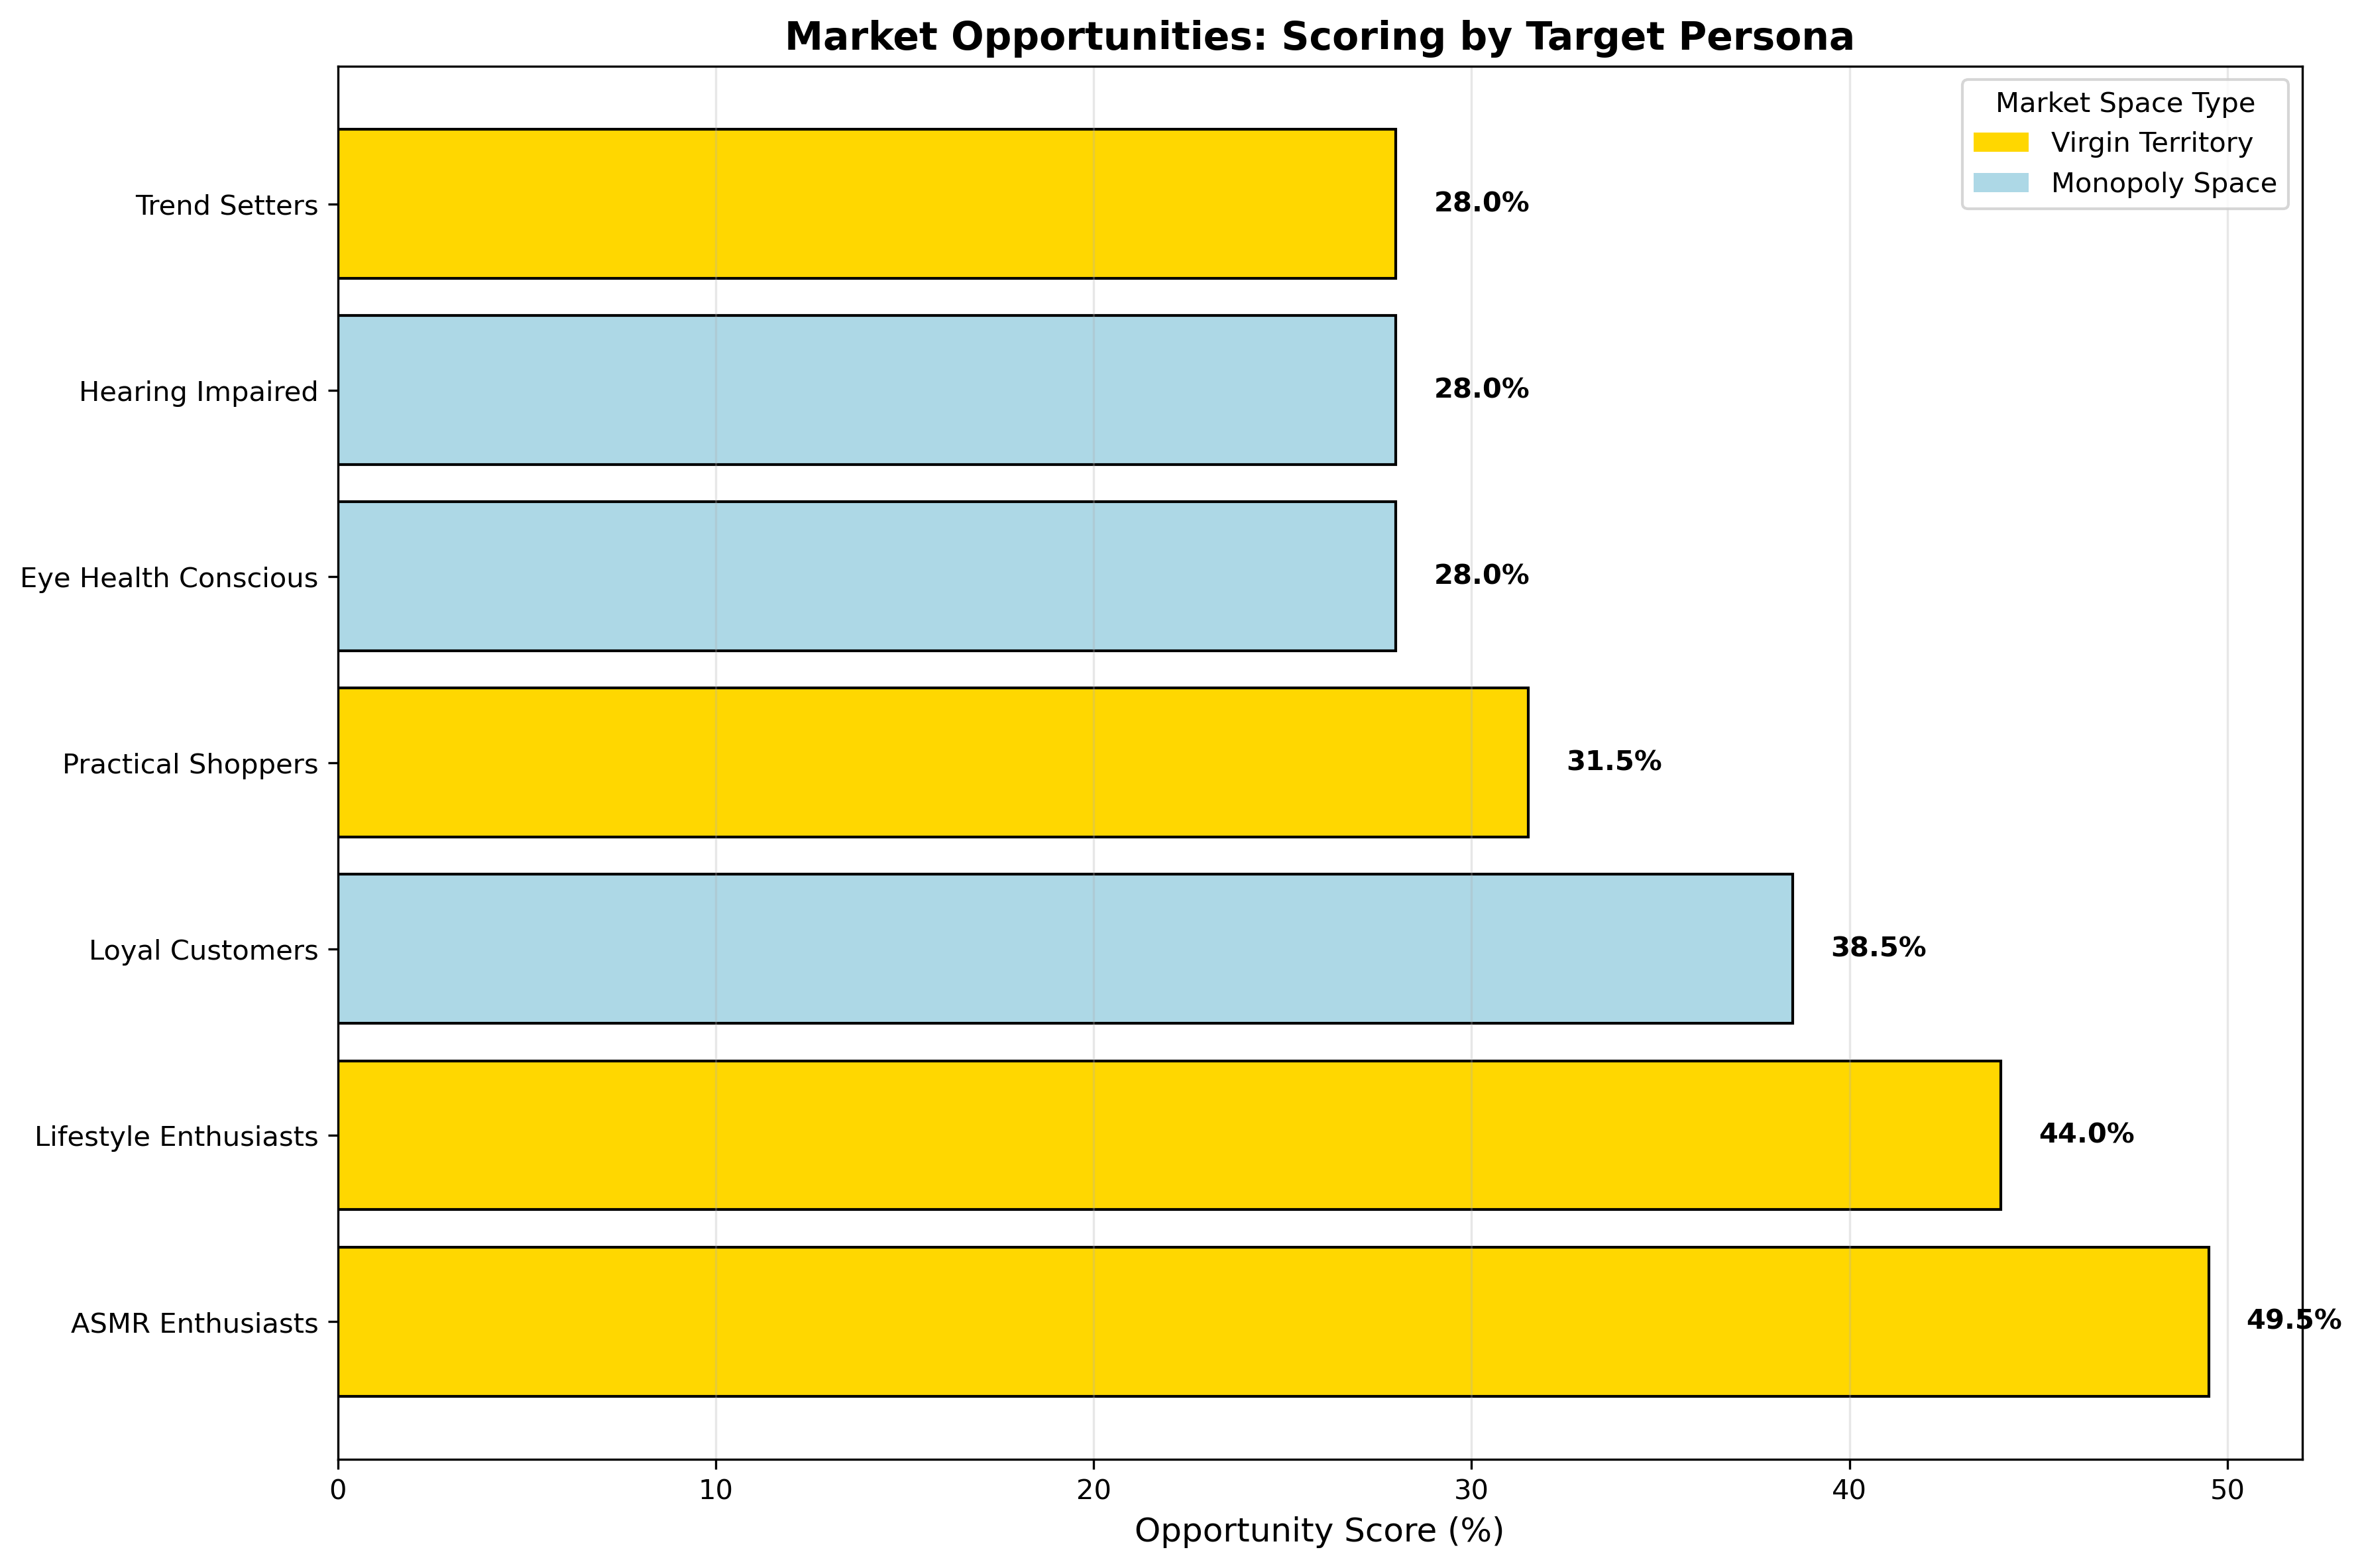 Market Opportunities: Scoring by Target Persona
Market Space Type
Virgin Territory
Monopoly Space
Trend Setters
28.0%
Hearing Impaired
28.0%
Eye Health Conscious
28.0%
Practical Shoppers
31.5%
Loyal Customers
38.5%
Lifestyle Enthusiasts
44.0%
ASMR Enthusiasts
49.5%
0 10 20 30 40 50
Opportunity Score (%)